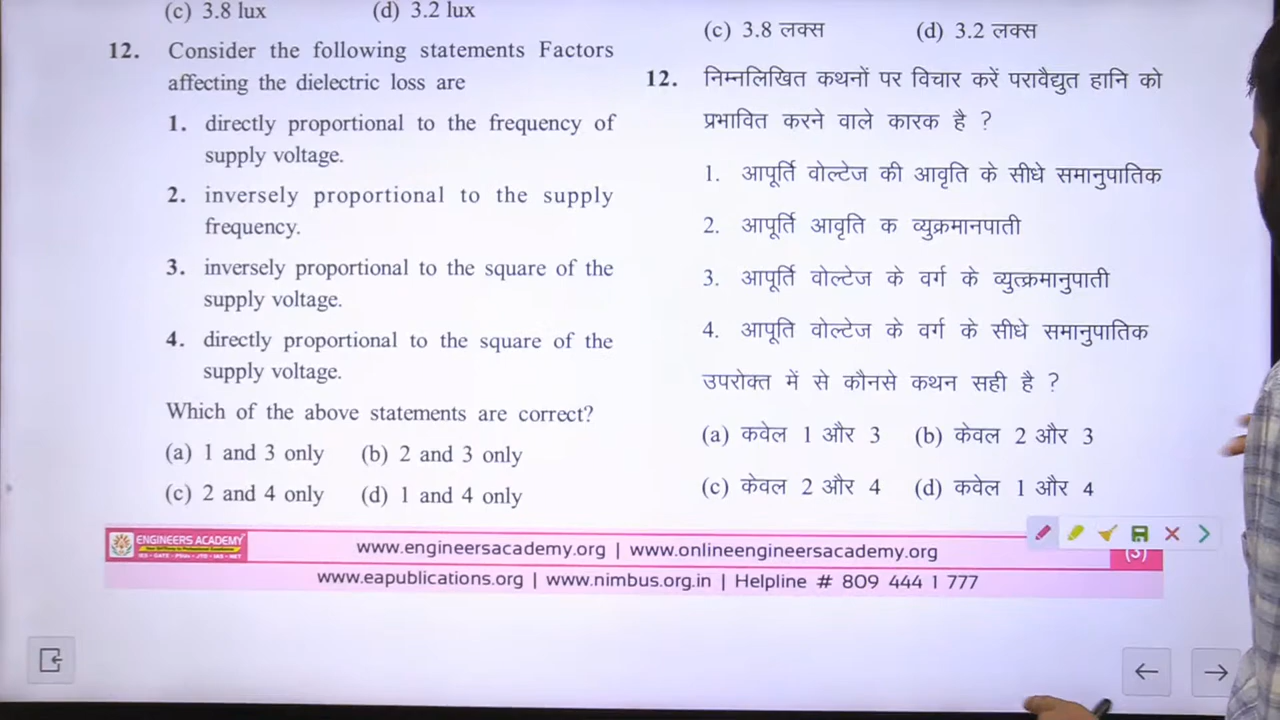 (c) 3.8 lux (d) 3.2 lux
12. Consider the following statements Factors
affecting the dielectric loss are
1. directly proportional to the frequency of
supply voltage.
2. inversely proportional to the supply
frequency.
3. inversely proportional to the square of the
supply voltage.
4. directly proportional to the square of the
supply voltage.
Which of the above statements are correct?
(a) 1 and 3 only (b) 2 and 3 only
(c) 2 and 4 only (d) 1 and 4 only
(c) 3.8 लक्स (d) 3.2 लक्स
12. निम्नलिखित कथनों पर विचार करें परावैद्युत हानि को
प्रभावित करने वाले कारक है ?
1. आपूर्ति वोल्टेज की आवृति के सीधे समानुपातिक
2. आपूर्ति आवृति क व्युक्रमानपाती
3. आपूर्ति वोल्टेज के वर्ग के व्युत्क्रमानुपाती
4. आपूति वोल्टेज के वर्ग के सीधे समानुपातिक
उपरोक्त में से कौनसे कथन सही है ?
(a) कवेल 1 और 3 (b) केवल 2 और 3
(c) केवल 2 और 4 (d) कवेल 1 और 4
ENGINEERS ACADEMY
www.engineersacademy.org | www.onlineengineersacademy.org
(3)
www.eapublications.org | www.nimbus.org.in | Helpline # 809 444 1 777